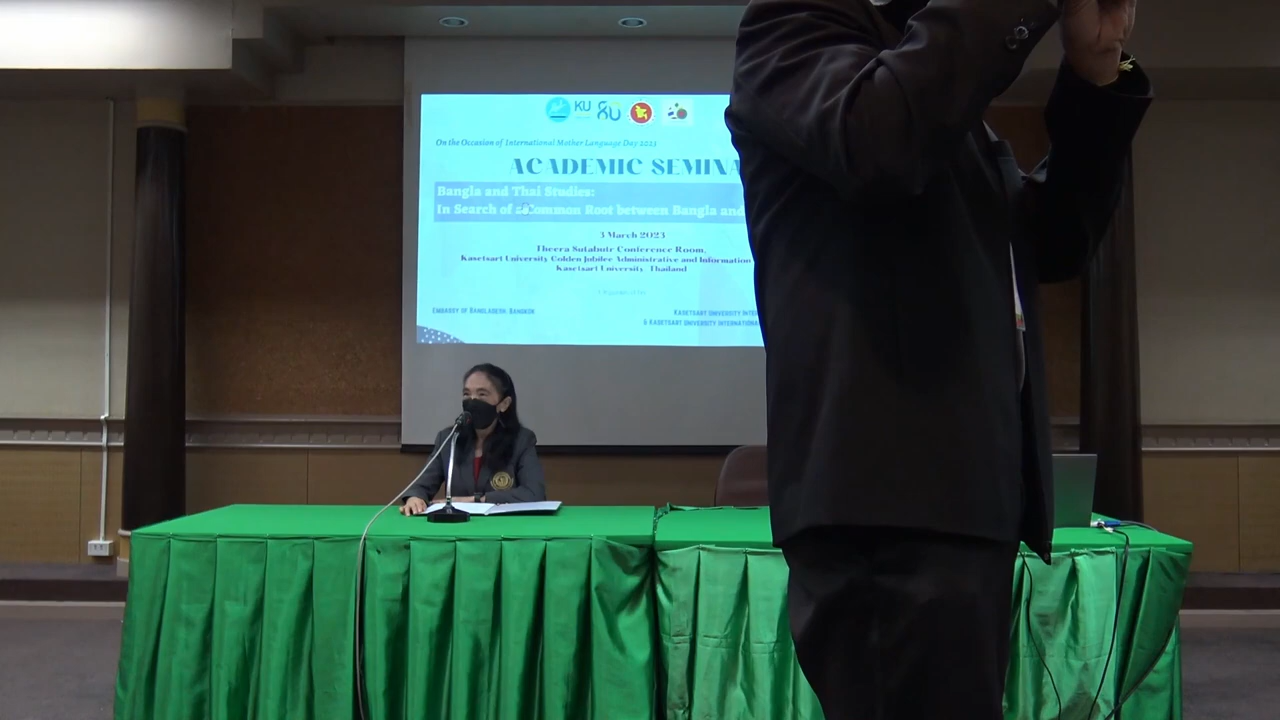 KU
On the Occasion of International Mother Language Day 2023
ACADEMIC SEMINA
Bangla and Thai Studies:
In Search of a Common Root between Bangla and
3 March 2023
Theera Sutabutr Conference Room,
Kasetsart University Golden Jubilee Administrative and Information
Kasetsart University, Thailand
Embassy of Bangladesh, Bangkok
Kasetsart University Inte
& Kasetsart University International